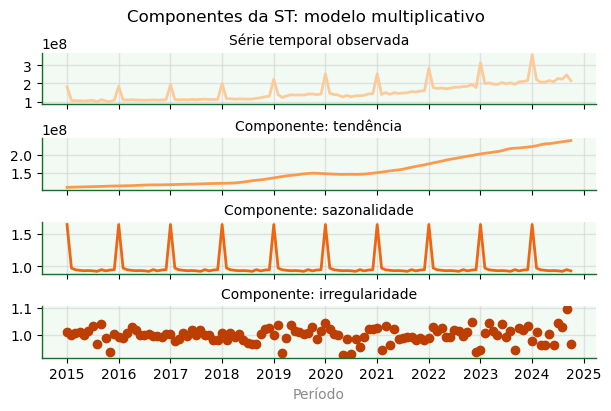 Componentes da ST: modelo multiplicativo
Série temporal observada
1e8
3
2
1
Componente: tendência
1e8
2.0
1.5
Componente: sazonalidade
1.5
1.0
Componente: irregularidade
1.1
1.0
2015 2016 2017 2018 2019 2020 2021 2022 2023 2024 2025
Período